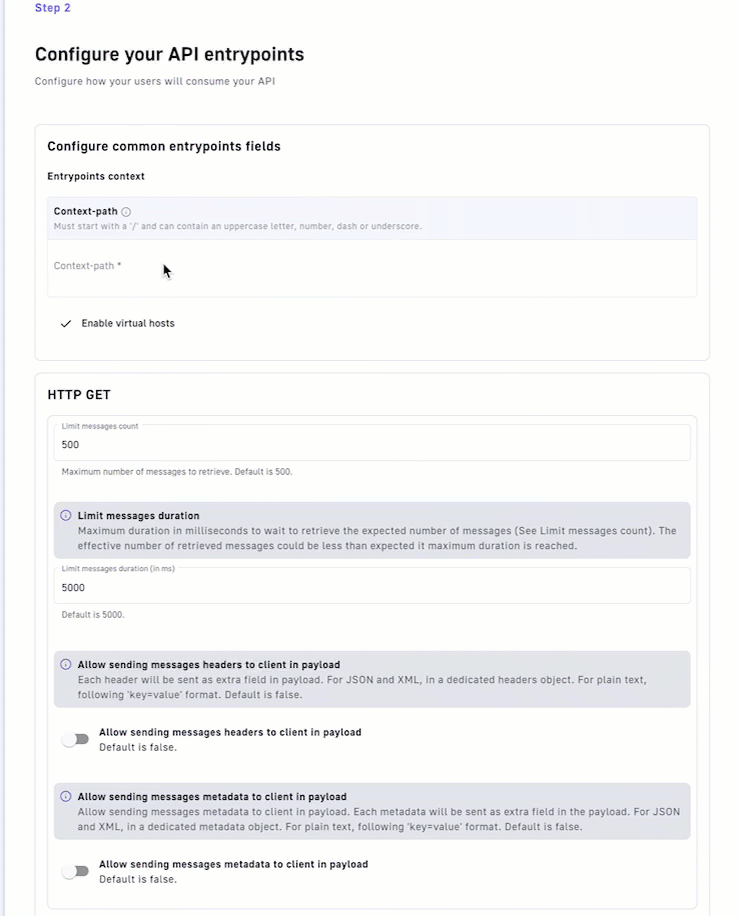 Step 2
Configure your API entrypoints
Configure how your users will consume your API
Configure common entrypoints fields
Entrypoints context
Context-path
Must start with a '/' and can contain an uppercase letter, number, dash or underscore.
Context-path *
Enable virtual hosts
HTTP GET
Limit messages count
500
Maximum number of messages to retrieve. Default is 500.
Limit messages duration
Maximum duration in milliseconds to wait to retrieve the expected number of messages (See Limit messages count). The
effective number of retrieved messages could be less than expected it maximum duration is reached.
Limit messages duration (in ms)
5000
Default is 5000.
Allow sending messages headers to client in payload
Each header will be sent as extra field in payload. For JSON and XML, in a dedicated headers object. For plain text,
following 'key=value' format. Default is false.
Allow sending messages headers to client in payload
Default is false.
Allow sending messages metadata to client in payload
Allow sending messages metadata to client in payload. Each metadata will be sent as extra field in the payload. For JSON
and XML, in a dedicated metadata object. For plain text, following 'key=value' format. Default is false.
Allow sending messages metadata to client in payload
Default is false.